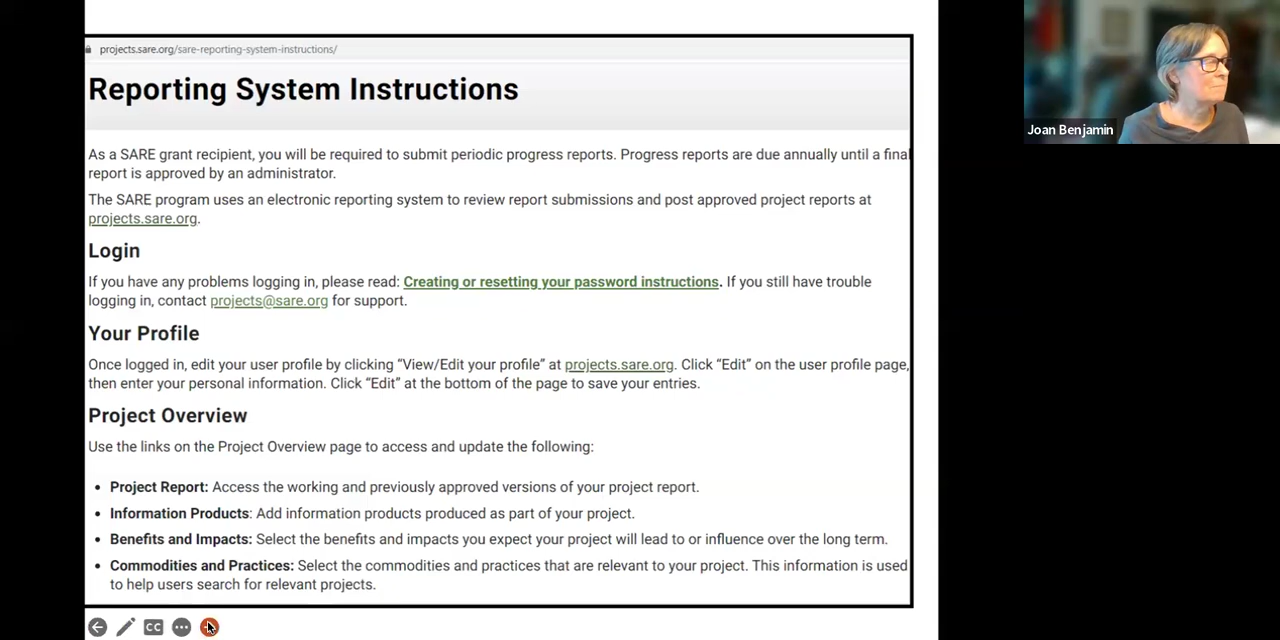 projects.sare.org/sare-reporting-system-instructions/
Reporting System Instructions
Joan Benjamin
As a SARE grant recipient, you will be required to submit periodic progress reports. Progress reports are due annually until a final
report is approved by an administrator.
The SARE program uses an electronic reporting system to review report submissions and post approved project reports at
projects.sare.org.
Login
If you have any problems logging in, please read: Creating or resetting your password instructions. If you still have trouble
logging in, contact projects@sare.org for support.
Your Profile
Once logged in, edit your user profile by clicking “View/Edit your profile” at projects.sare.org. Click “Edit” on the user profile page,
then enter your personal information. Click “Edit” at the bottom of the page to save your entries.
Project Overview
Use the links on the Project Overview page to access and update the following:
• Project Report: Access the working and previously approved versions of your project report.
• Information Products: Add information products produced as part of your project.
• Benefits and Impacts: Select the benefits and impacts you expect your project will lead to or influence over the long term.
• Commodities and Practices: Select the commodities and practices that are relevant to your project. This information is used
to help users search for relevant projects.
CC